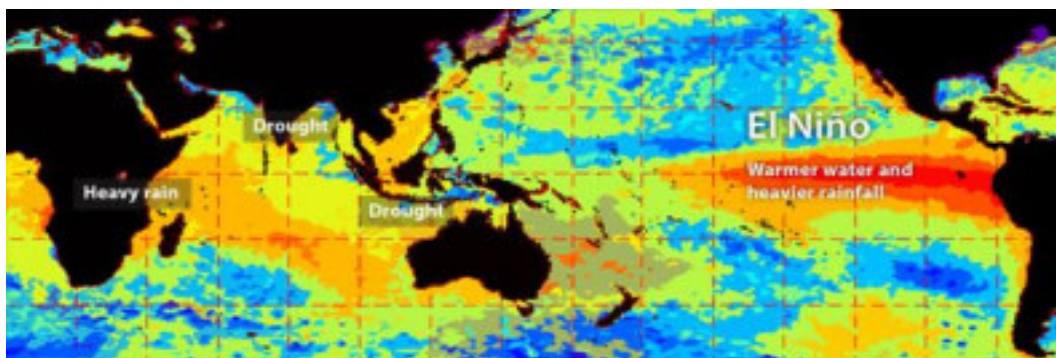 Drought
El Niño
Warmer water and
heavier rainfall
Heavy rain
Drought